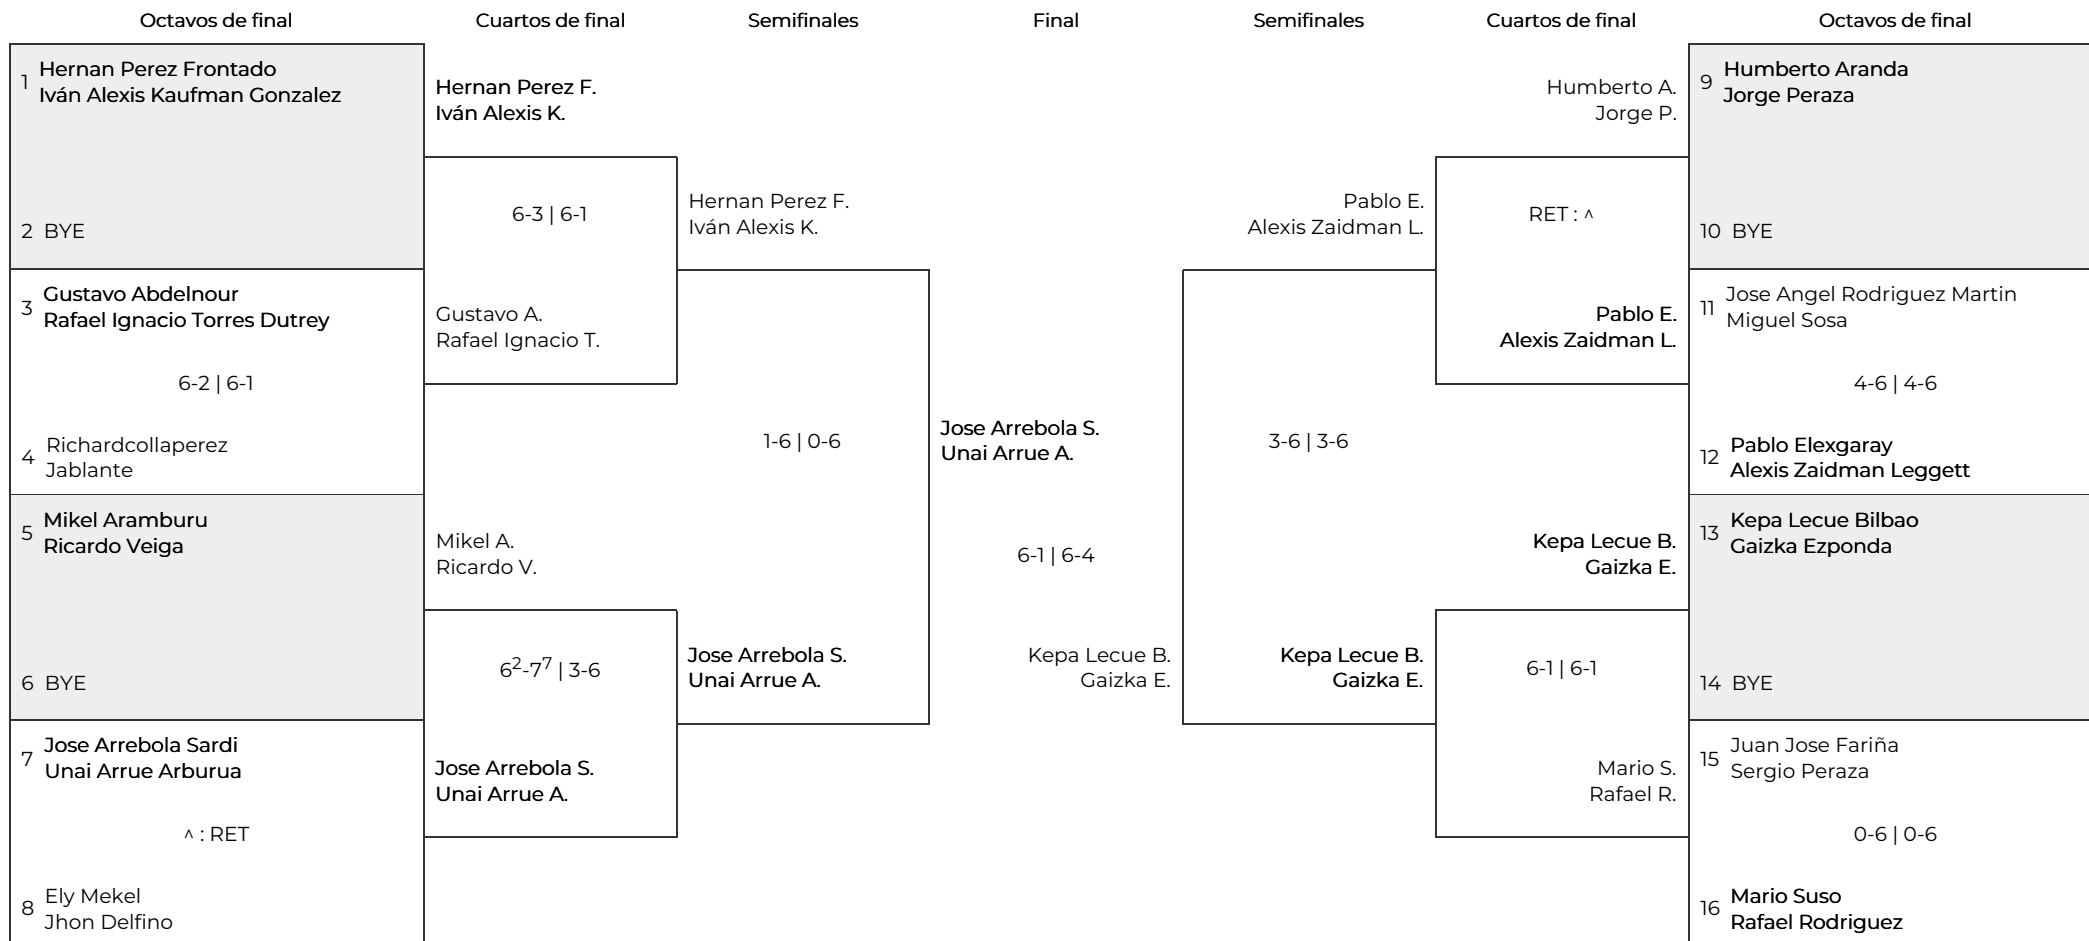 Octavos de final
Cuartos de final
Semifinales
Final
Semifinales
Cuartos de final
Octavos de final
1 Hernan Perez Frontado
Iván Alexis Kaufman Gonzalez
2 BYE
3 Gustavo Abdelnour
Rafael Ignacio Torres Dutrey
6-2 | 6-1
4 Richardcollaperez
Jablante
5 Mikel Aramburu
Ricardo Veiga
6 BYE
7 Jose Arrebola Sardi
Unai Arrue Arburua
^ : RET
8 Ely Mekel
Jhon Delfino
Hernan Perez F.
Iván Alexis K.
6-3 | 6-1
Gustavo A.
Rafael Ignacio T.
Mikel A.
Ricardo V.
6²-7⁷ | 3-6
Jose Arrebola S.
Unai Arrue A.
Hernan Perez F.
Iván Alexis K.
1-6 | 0-6
Jose Arrebola S.
Unai Arrue A.
Jose Arrebola S.
Unai Arrue A.
6-1 | 6-4
Kepa Lecue B.
Gaizka E.
Pablo E.
Alexis Zaidman L.
3-6 | 3-6
Kepa Lecue B.
Gaizka E.
Humberto A.
Jorge P.
RET : ^
Pablo E.
Alexis Zaidman L.
Kepa Lecue B.
Gaizka E.
6-1 | 6-1
Mario S.
Rafael R.
9 Humberto Aranda
Jorge Peraza
10 BYE
11 Jose Angel Rodriguez Martin
Miguel Sosa
4-6 | 4-6
12 Pablo Elexgaray
Alexis Zaidman Leggett
13 Kepa Lecue Bilbao
Gaizka Ezponda
14 BYE
15 Juan Jose Fariña
Sergio Peraza
0-6 | 0-6
16 Mario Suso
Rafael Rodriguez